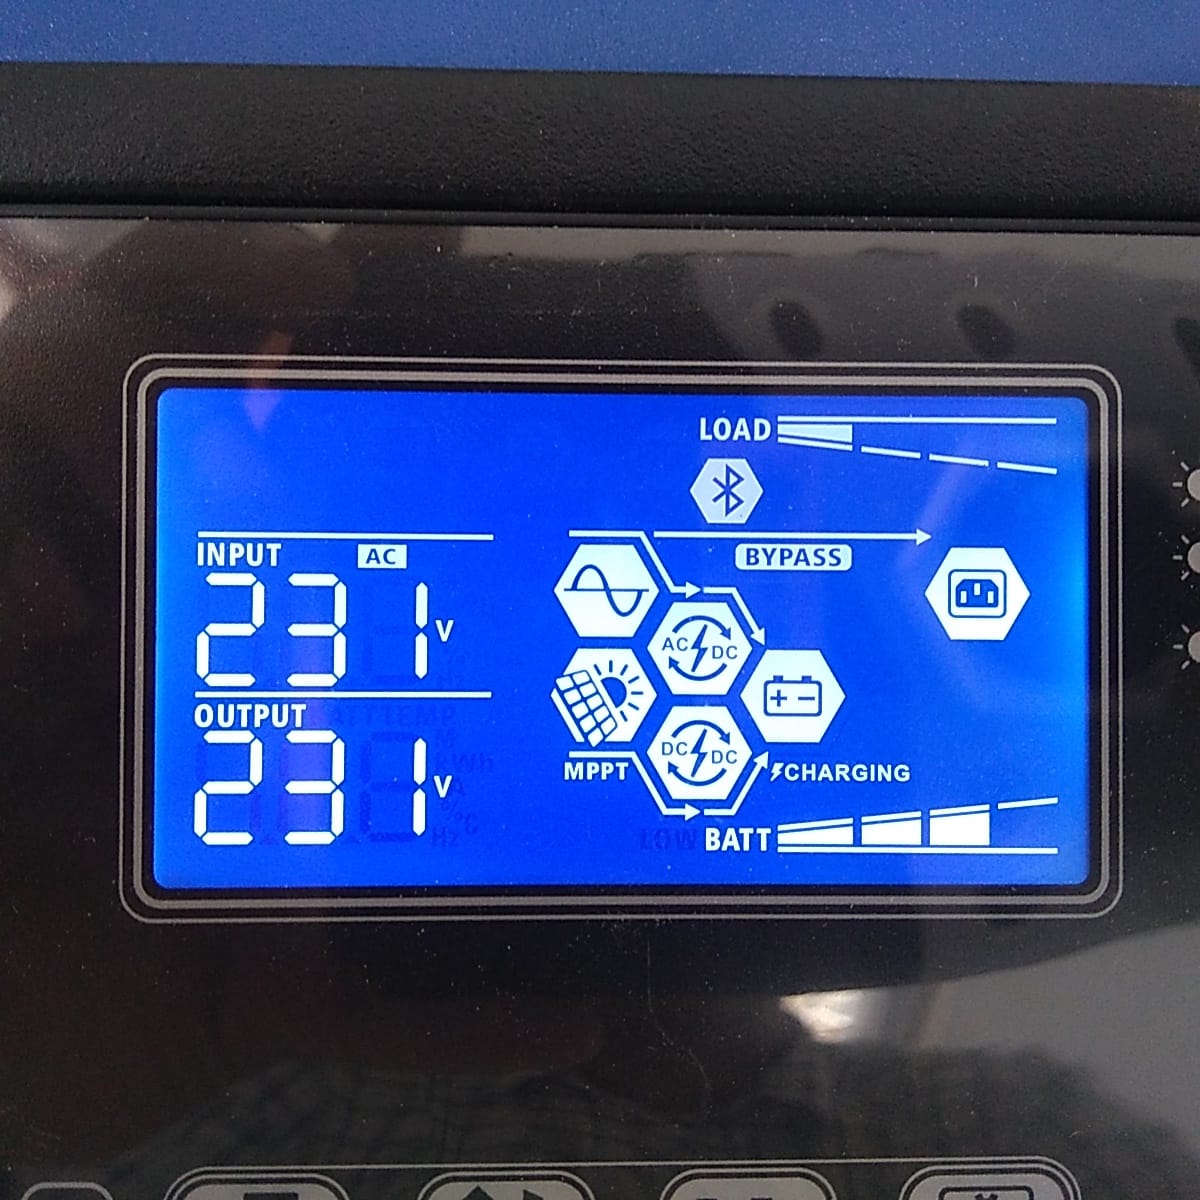 LOAD
BYPASS
INPUT AC
231 V
AC DC
OUTPUT
231 V
DC DC
MPPT
CHARGING
BATT